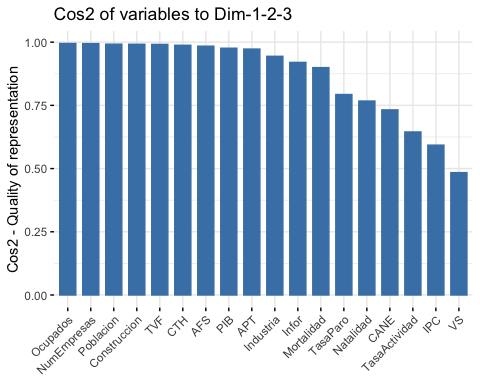 Cos2 of variables to Dim-1-2-3
Cos2 - Quality of representation
1.00
0.75
0.50
0.25
0.00
Ocupados
NumEmpresas
Poblacion
Construccion
TVF
CTH
AFS
PIB
APT
Industria
Infor
Mortalidad
TasaParo
Natalidad
CANE
TasaActividad
IPC
VS